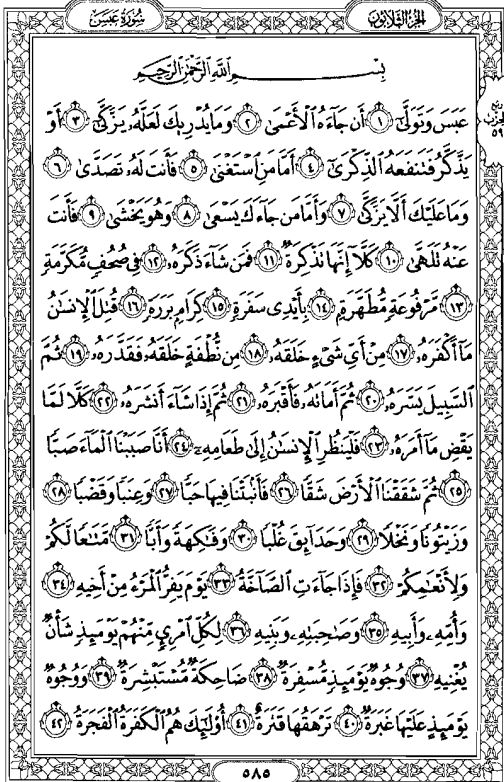 الجُزْءُ الثَّلَاثُونَ
سُورَةُ عَبَسَ
ربع
الحزب
٥٩
بِسْمِ اللَّهِ الرَّحْمَٰنِ الرَّحِيمِ
عَبَسَ وَتَوَلَّىٰٓ ١ أَن جَآءَهُ ٱلۡأَعۡمَىٰ ٢ وَمَا يُدۡرِيكَ لَعَلَّهُۥ يَزَّكَّىٰٓ ٣ أَوۡ
يَذَّكَّرُ فَتَنفَعَهُ ٱلذِّكۡرَىٰٓ ٤ أَمَّا مَنِ ٱسۡتَغۡنَىٰ ٥ فَأَنتَ لَهُۥ تَصَدَّىٰ ٦
وَمَا عَلَيۡكَ أَلَّا يَزَّكَّىٰ ٧ وَأَمَّا مَن جَآءَكَ يَسۡعَىٰ ٨ وَهُوَ يَخۡشَىٰ ٩ فَأَنتَ
عَنۡهُ تَلَهَّىٰ ١٠ كَلَّآ إِنَّهَا تَذۡكِرَةٞ ١١ فَمَن شَآءَ ذَكَرَهُۥ ١٢ فِي صُحُفٖ مُّكَرَّمَةٖ
١٣ مَّرۡفُوعَةٖ مُّطَهَّرَةِۭ ١٤ بِأَيۡدِي سَفَرَةٖ ١٥ كِرَامِۭ بَرَرَةٖ ١٦ قُتِلَ ٱلۡإِنسَٰنُ
مَآ أَكۡفَرَهُۥ ١٧ مِنۡ أَيِّ شَيۡءٍ خَلَقَهُۥ ١٨ مِن نُّطۡفَةٍ خَلَقَهُۥ فَقَدَّرَهُۥ ١٩ ثُمَّ
ٱلسَّبِيلَ يَسَّرَهُۥ ٢٠ ثُمَّ أَمَاتَهُۥ فَأَقۡبَرَهُۥ ٢١ ثُمَّ إِذَا شَآءَ أَنشَرَهُۥ ٢٢ كَلَّا لَمَّا
يَقۡضِ مَآ أَمَرَهُۥ ٢٣ فَلۡيَنظُرِ ٱلۡإِنسَٰنُ إِلَىٰ طَعَامِهِۦٓ ٢٤ أَنَّا صَبَبۡنَا ٱلۡمَآءَ صَبّٗا
٢٥ ثُمَّ شَقَقۡنَا ٱلۡأَرۡضَ شَقّٗا ٢٦ فَأَنۢبَتۡنَا فِيهَا حَبّٗا ٢٧ وَعِنَبٗا وَقَضۡبٗا ٢٨
وَزَيۡتُونٗا وَنَخۡلٗا ٢٩ وَحَدَآئِقَ غُلۡبٗا ٣٠ وَفَٰكِهَةٗ وَأَبّٗا ٣١ مَّتَٰعٗا لَّكُمۡ
وَلِأَنۡعَٰمِكُمۡ ٣٢ فَإِذَا جَآءَتِ ٱلصَّآخَّةُ ٣٣ يَوۡمَ يَفِرُّ ٱلۡمَرۡءُ مِنۡ أَخِيهِ ٣٤
وَأُمِّهِۦ وَأَبِيهِ ٣٥ وَصَٰحِبَتِهِۦ وَبَنِيهِ ٣٦ لِكُلِّ ٱمۡرِيٕٖ مِّنۡهُمۡ يَوۡمَئِذٖ شَأۡنٞ
يُغۡنِيهِ ٣٧ وُجُوهٞ يَوۡمَئِذٖ مُّسۡفِرَةٞ ٣٨ ضَاحِكَةٞ مُّسۡتَبۡشِرَةٞ ٣٩ وَوُجُوهٞ
يَوۡمَئِذٍ عَلَيۡهَا غَبَرَةٞ ٤٠ تَرۡهَقُهَا قَتَرَةٌ ٤١ أُوْلَٰٓئِكَ هُمُ ٱلۡكَفَرَةُ ٱلۡفَجَرَةُ ٤٢
٥٨٥